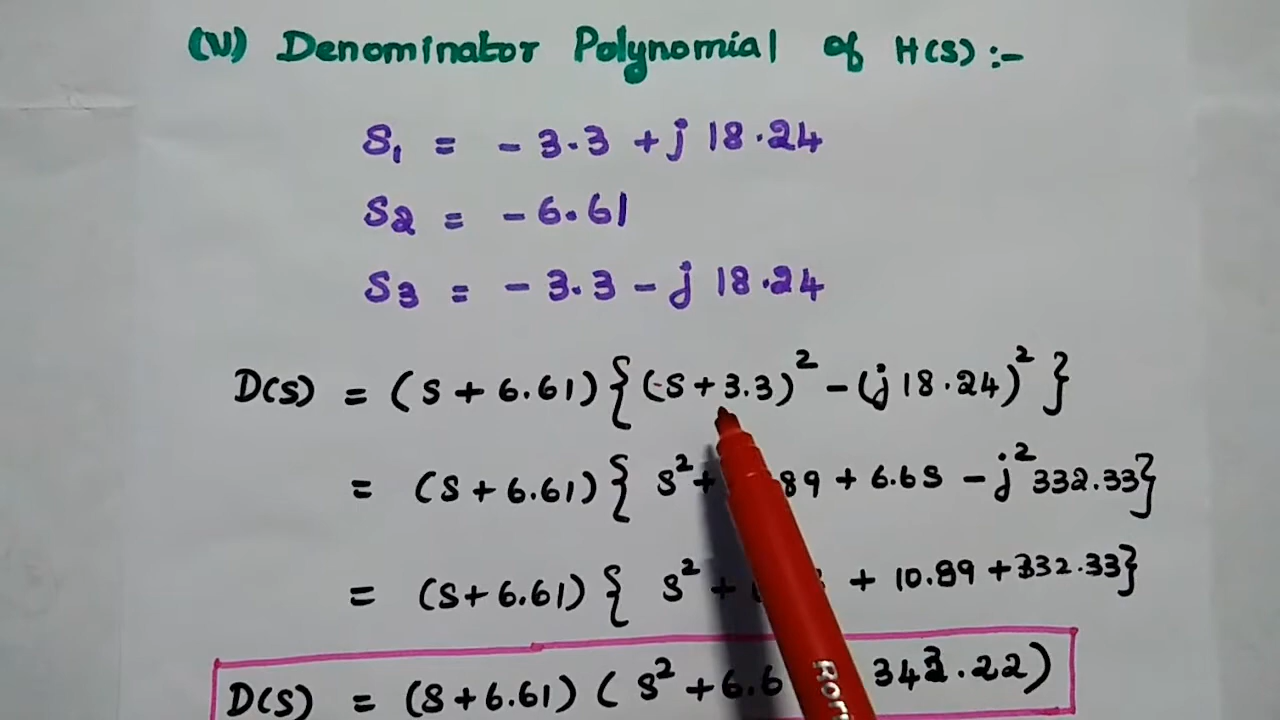 (V) Denominator Polynomial of H(S) :-
S₁ = - 3.3 + j 18.24
S₂ = - 6.61
S₃ = - 3.3 - j 18.24
D(S) = (S + 6.61) { (S + 3.3)² - (j 18.24)² }
= (S + 6.61) { S² + 89 + 6.6S - j² 332.33}
= (S + 6.61) { S² + + 10.89 + 332.33}
D(S) = (S + 6.61) ( S² + 6.6 343.22)
Ror